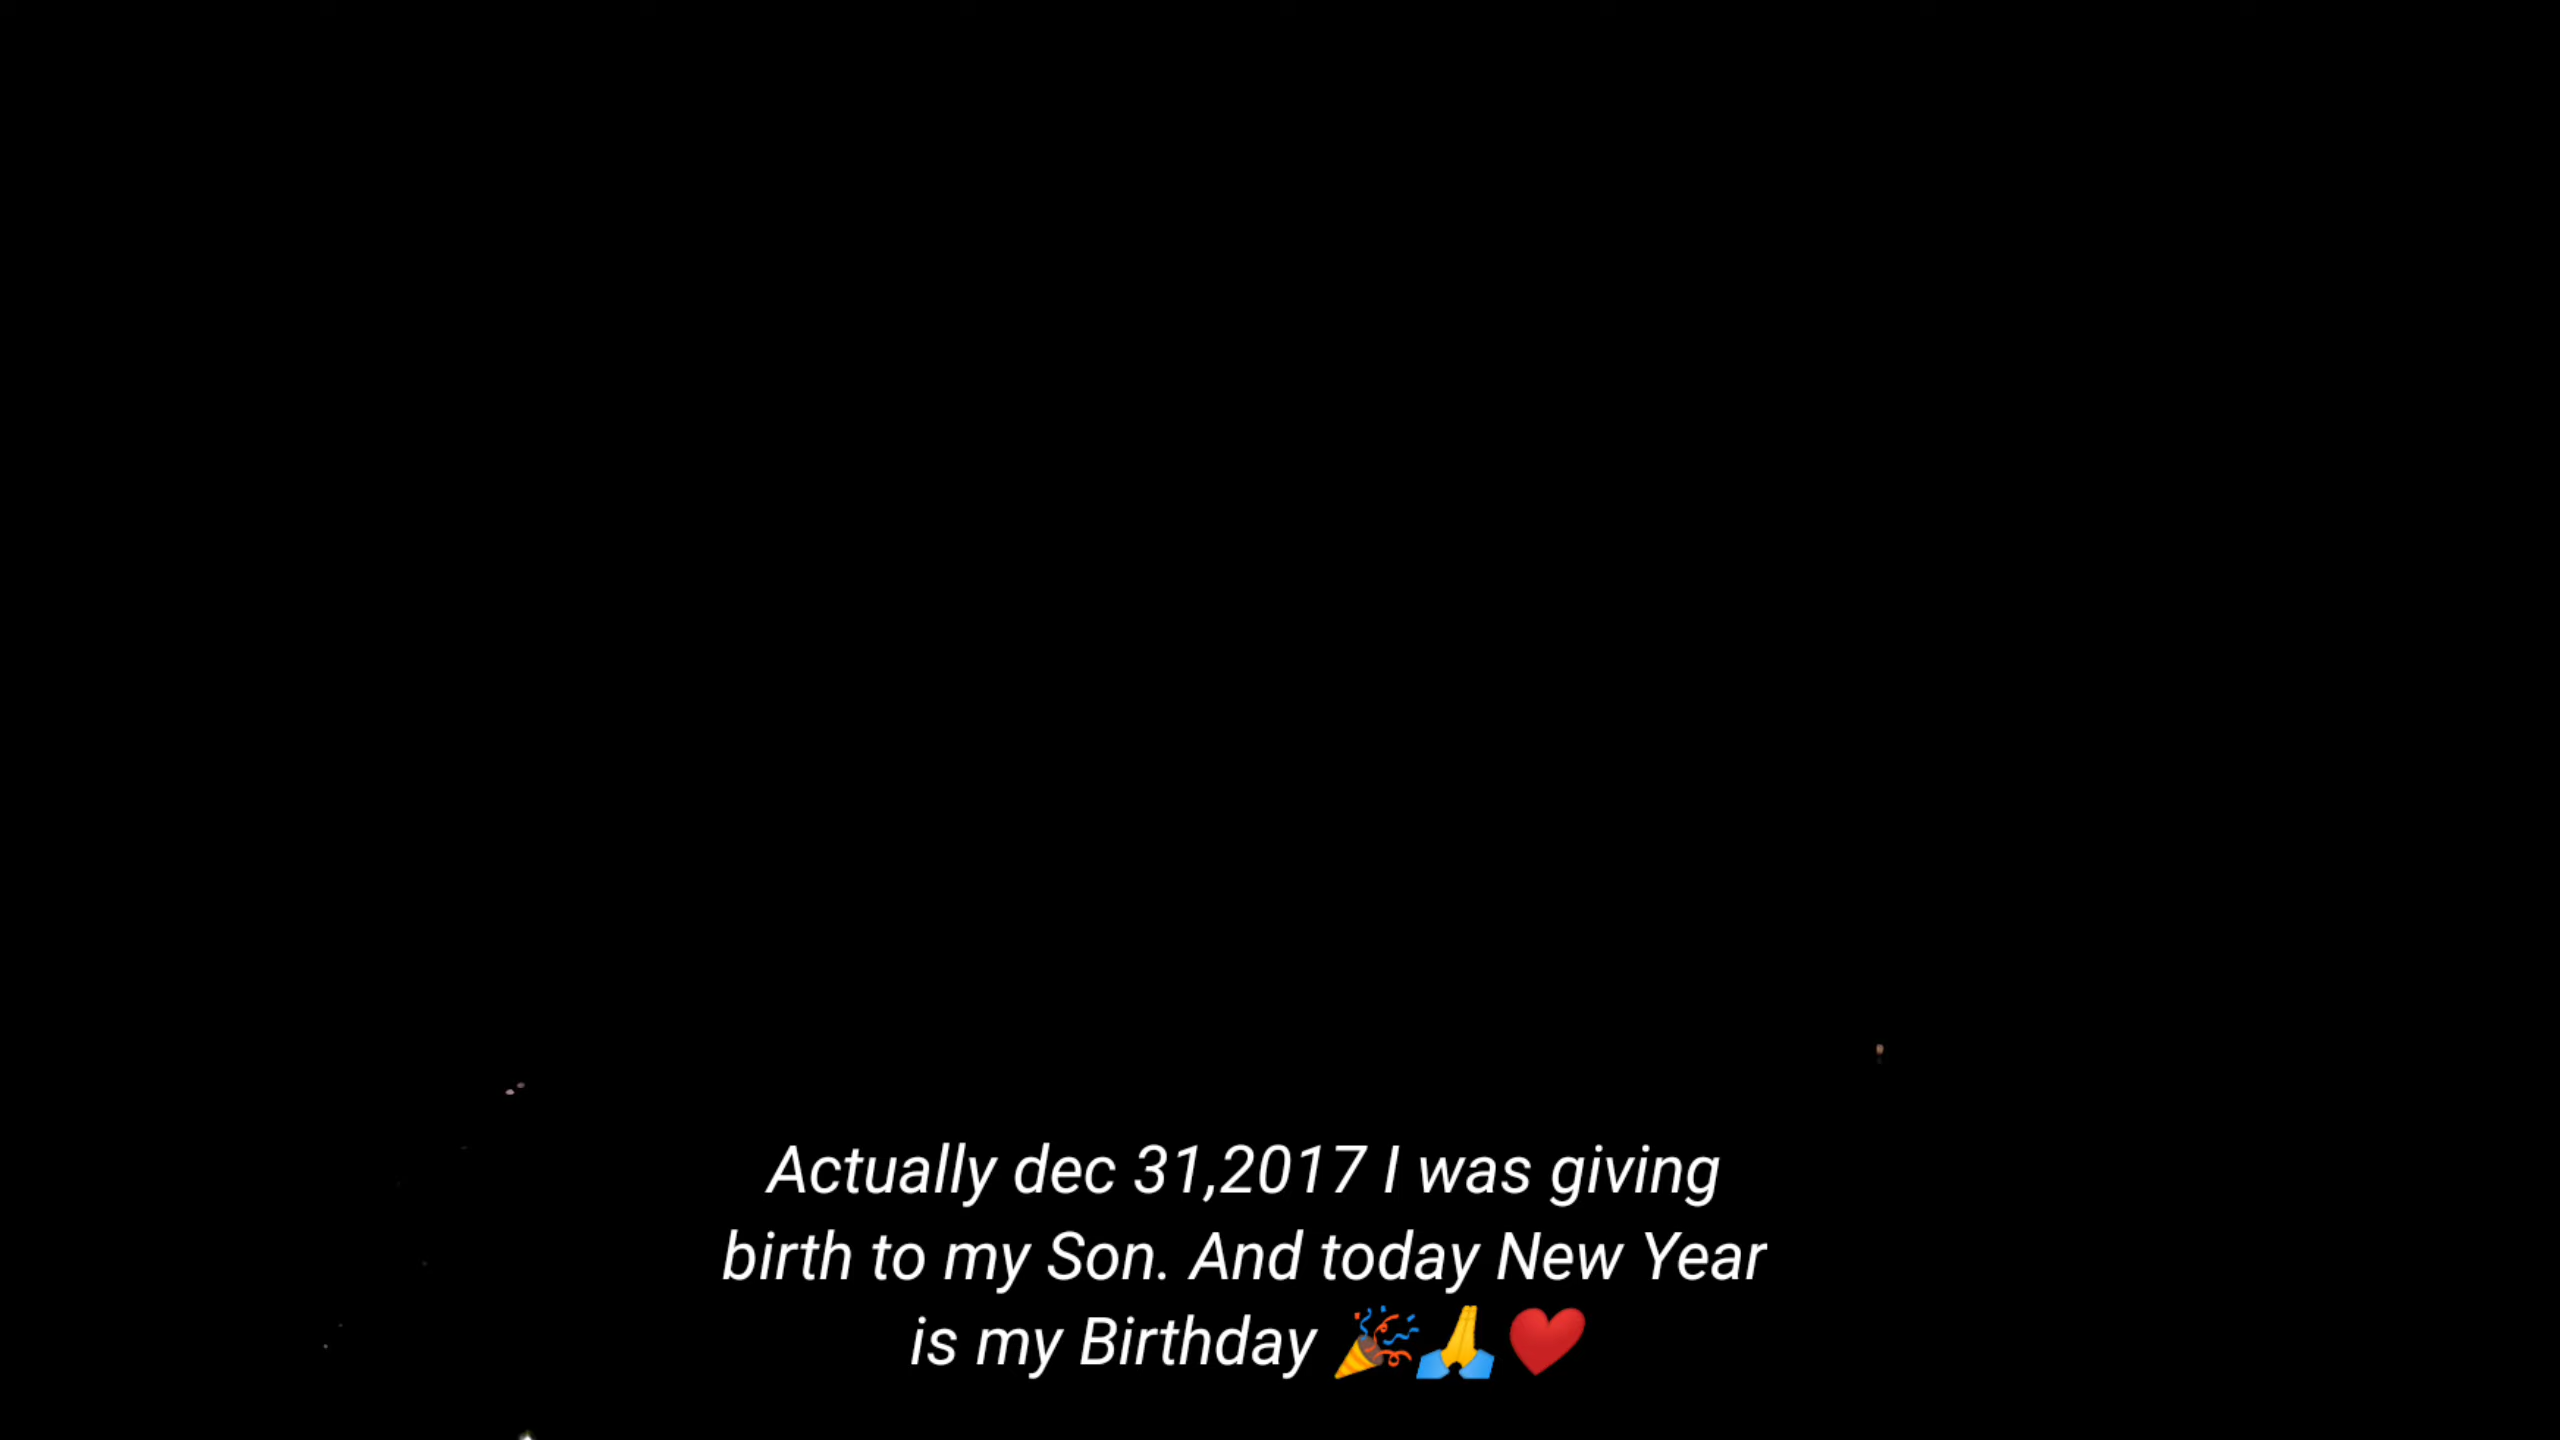 Actually dec 31,2017 I was giving
birth to my Son. And today New Year
is my Birthday 🎉🙏❤️